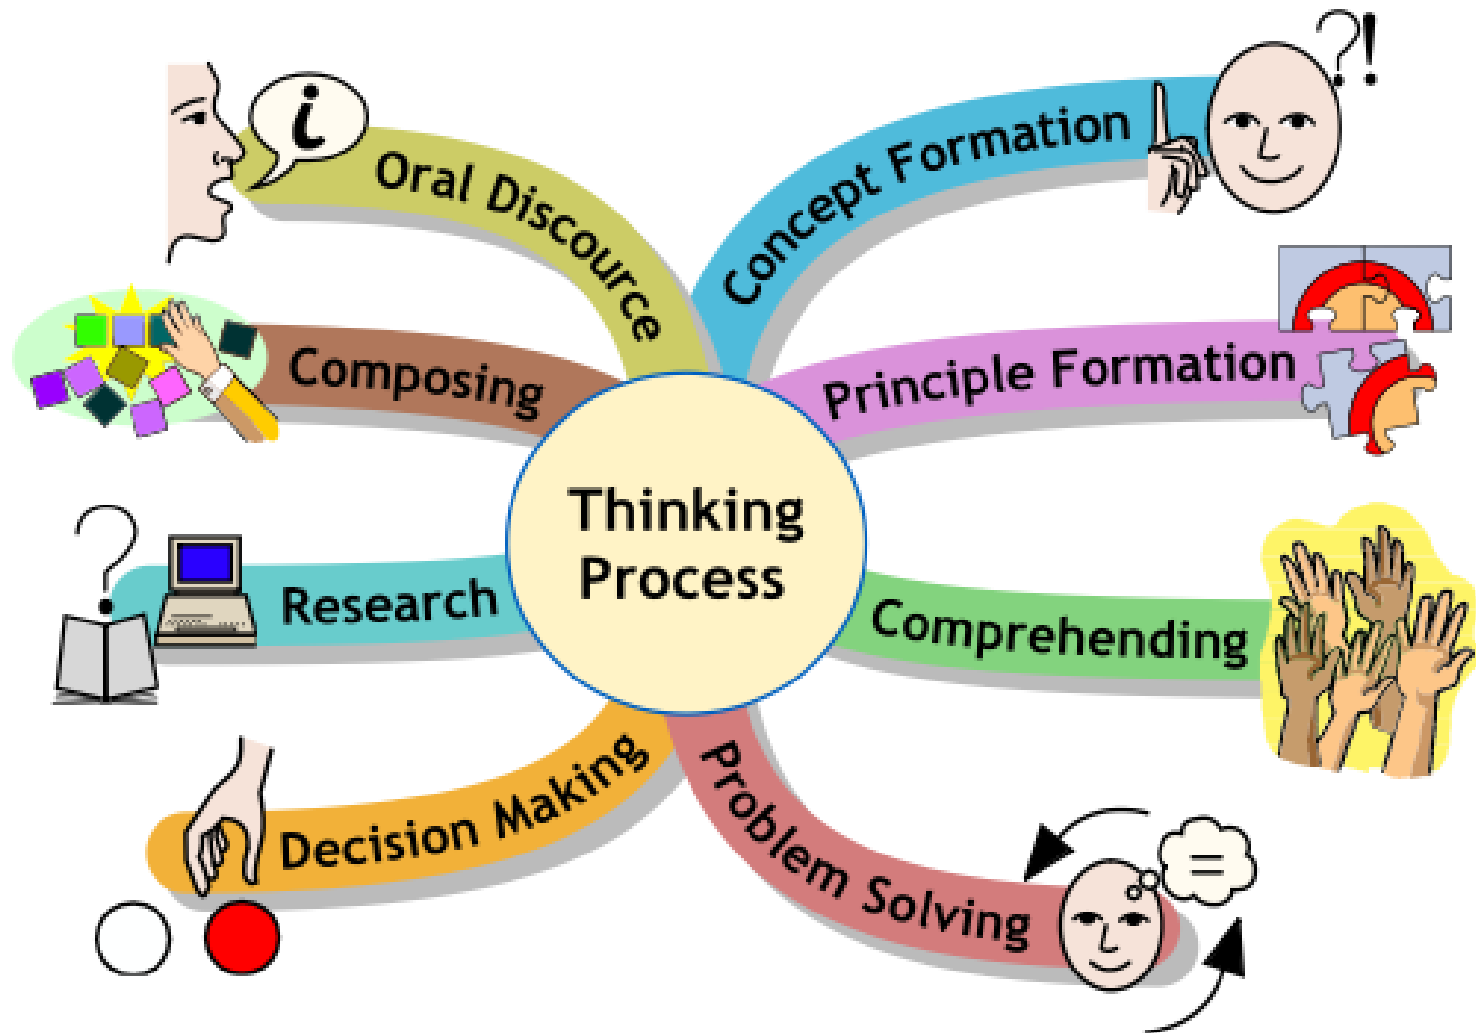 i
Oral Discource
?!
Concept Formation
Composing
Principle Formation
Thinking
Process
?
Research
Comprehending
Decision Making
Problem Solving
=